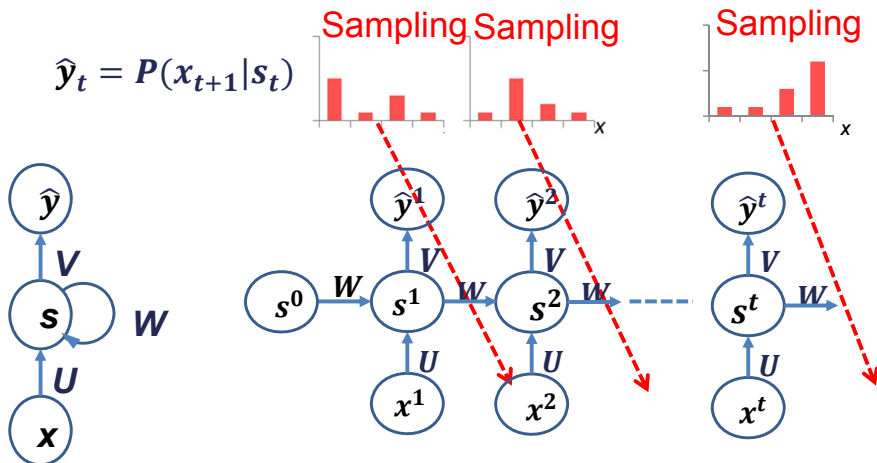 Sampling Sampling Sampling
ŷ_t = P(x_{t+1}|s_t)
x x x
ŷ ŷ^1 ŷ^2 ŷ^t
V V V V
s^0 W s^1 W s^2 W s^t W
s W
U U U U
x x^1 x^2 x^t